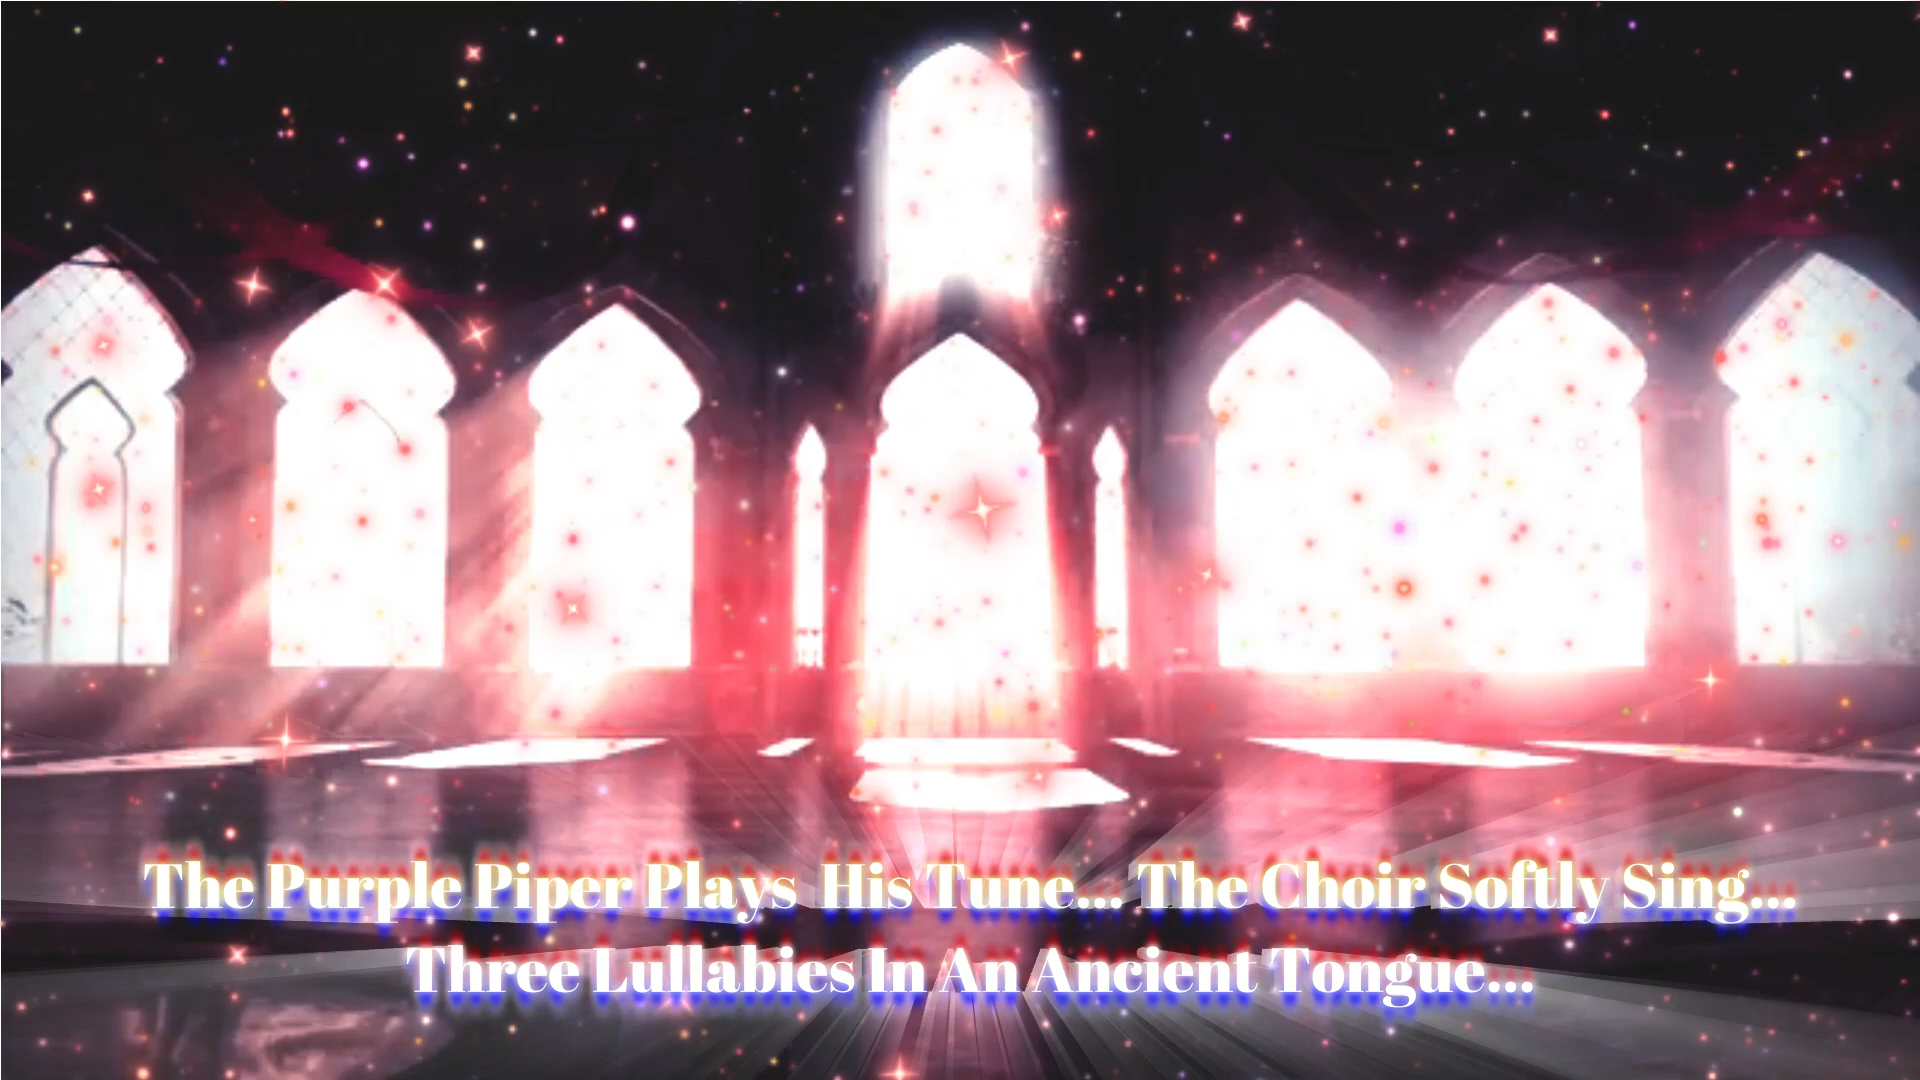 The Purple Piper Plays His Tune... The Choir Softly Sing...
Three Lullabies In An Ancient Tongue...